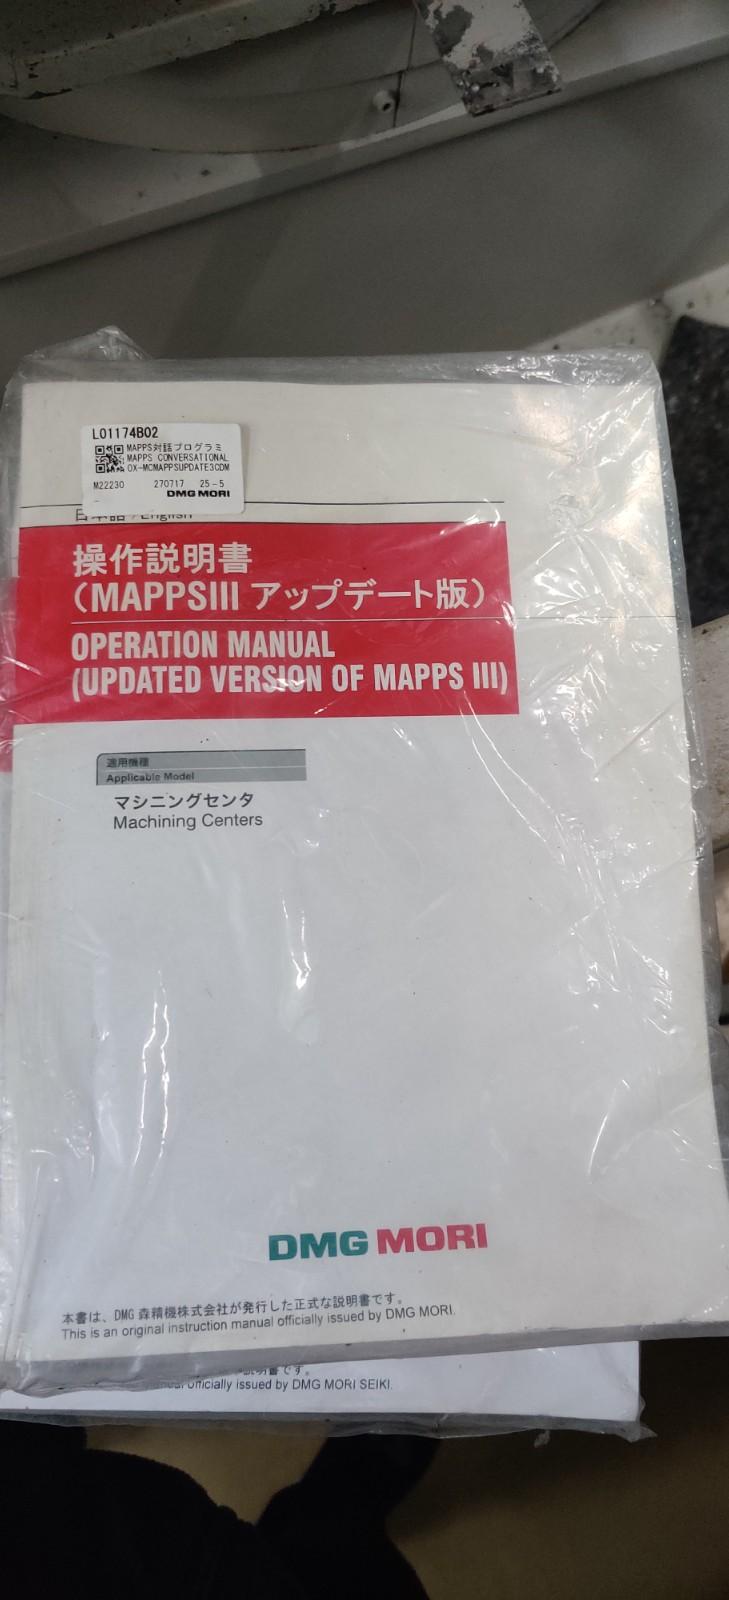 L01174B02
MAPPS対話プログラミ
MAPPS CONVERSATIONAL
OX-MCMAPPSUPDATE3CDM
M22230 270717 25-5
DMG MORI
日本語 / English
操作説明書
（MAPPSIII アップデート版）
OPERATION MANUAL
(UPDATED VERSION OF MAPPS III)
適用機種
Applicable Model
マシニングセンタ
Machining Centers
DMG MORI
本書は、DMG 森精機株式会社が発行した正式な説明書です。
This is an original instruction manual officially issued by DMG MORI.
説明書です。
officially issued by DMG MORI SEIKI.